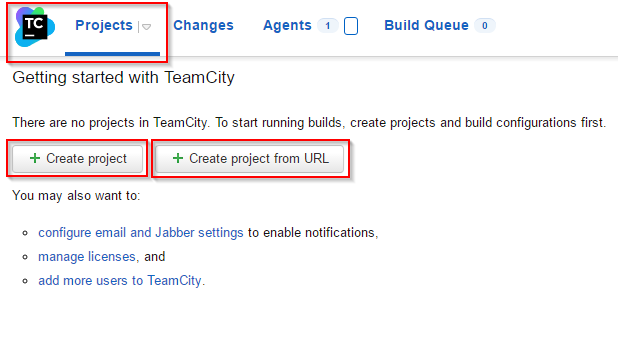 TC Projects Changes Agents 1 Build Queue 0
Getting started with TeamCity
There are no projects in TeamCity. To start running builds, create projects and build configurations first.
+ Create project + Create project from URL
You may also want to:
configure email and Jabber settings to enable notifications,
manage licenses, and
add more users to TeamCity.